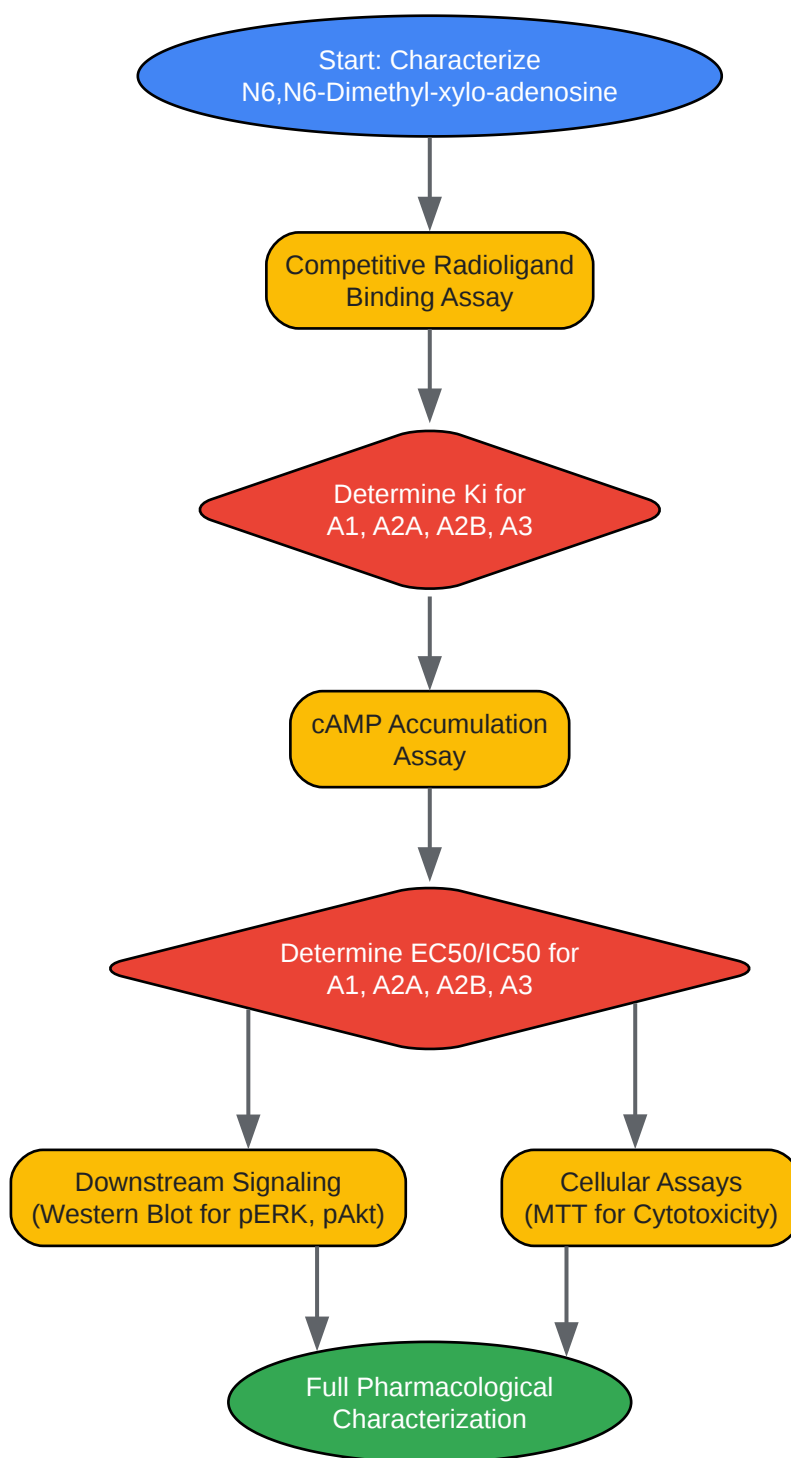 Start: Characterize
N6,N6-Dimethyl-xylo-adenosine
Competitive Radioligand
Binding Assay
Determine Ki for
A1, A2A, A2B, A3
cAMP Accumulation
Assay
Determine EC50/IC50 for
A1, A2A, A2B, A3
Downstream Signaling
(Western Blot for pERK, pAkt)
Cellular Assays
(MTT for Cytotoxicity)
Full Pharmacological
Characterization